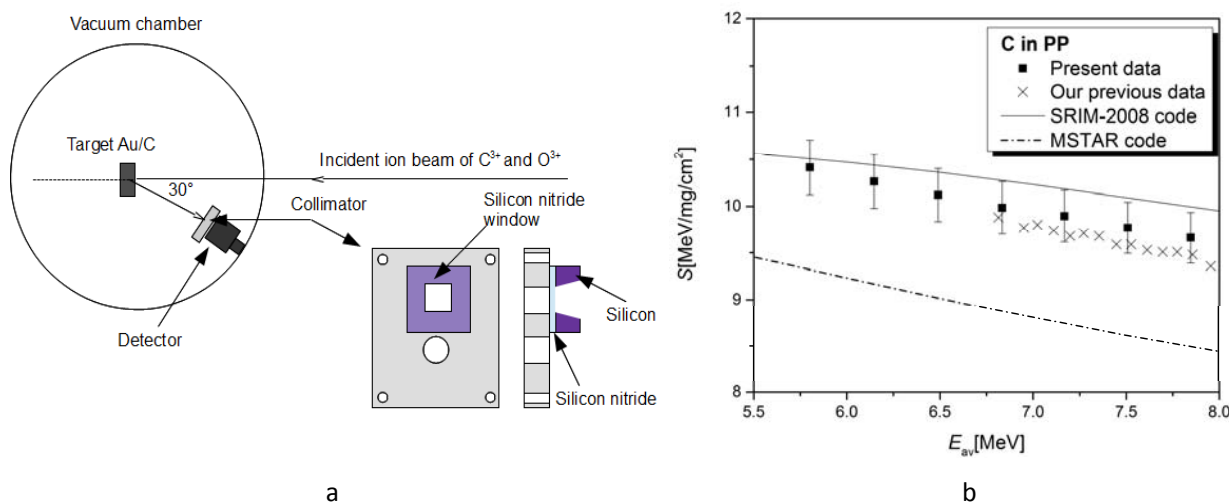 Vacuum chamber
Target Au/C
30°
Incident ion beam of C³⁺ and O³⁺
Collimator
Silicon nitride
window
Detector
Silicon
Silicon nitride
a
12
11
10
9
8
S[MeV/mg/cm²]
C in PP
Present data
Our previous data
SRIM-2008 code
MSTAR code
5.5 6.0 6.5 7.0 7.5 8.0
Eav[MeV]
b